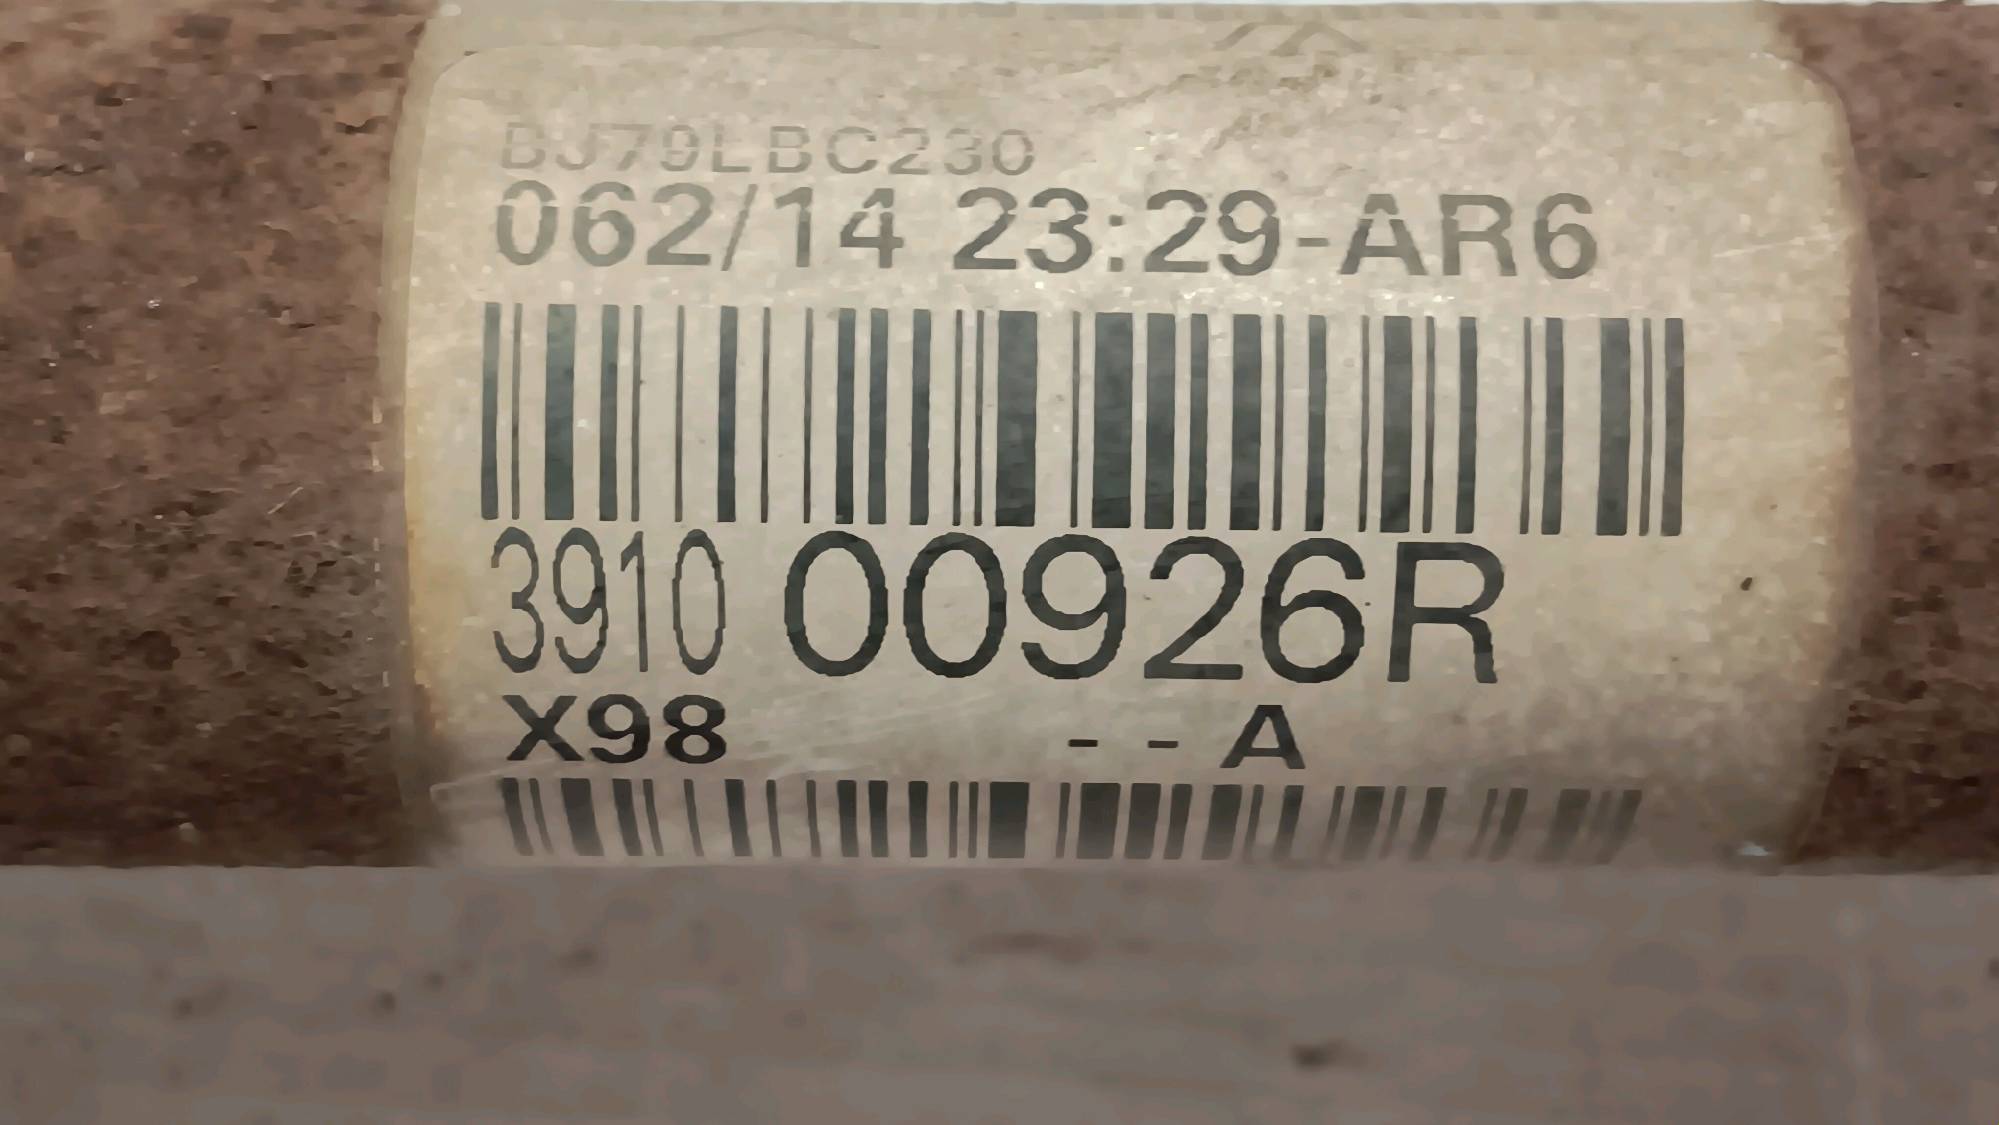 BJ79LBC230
062/14 23:29-AR6
3910 00926R
X98 - - A